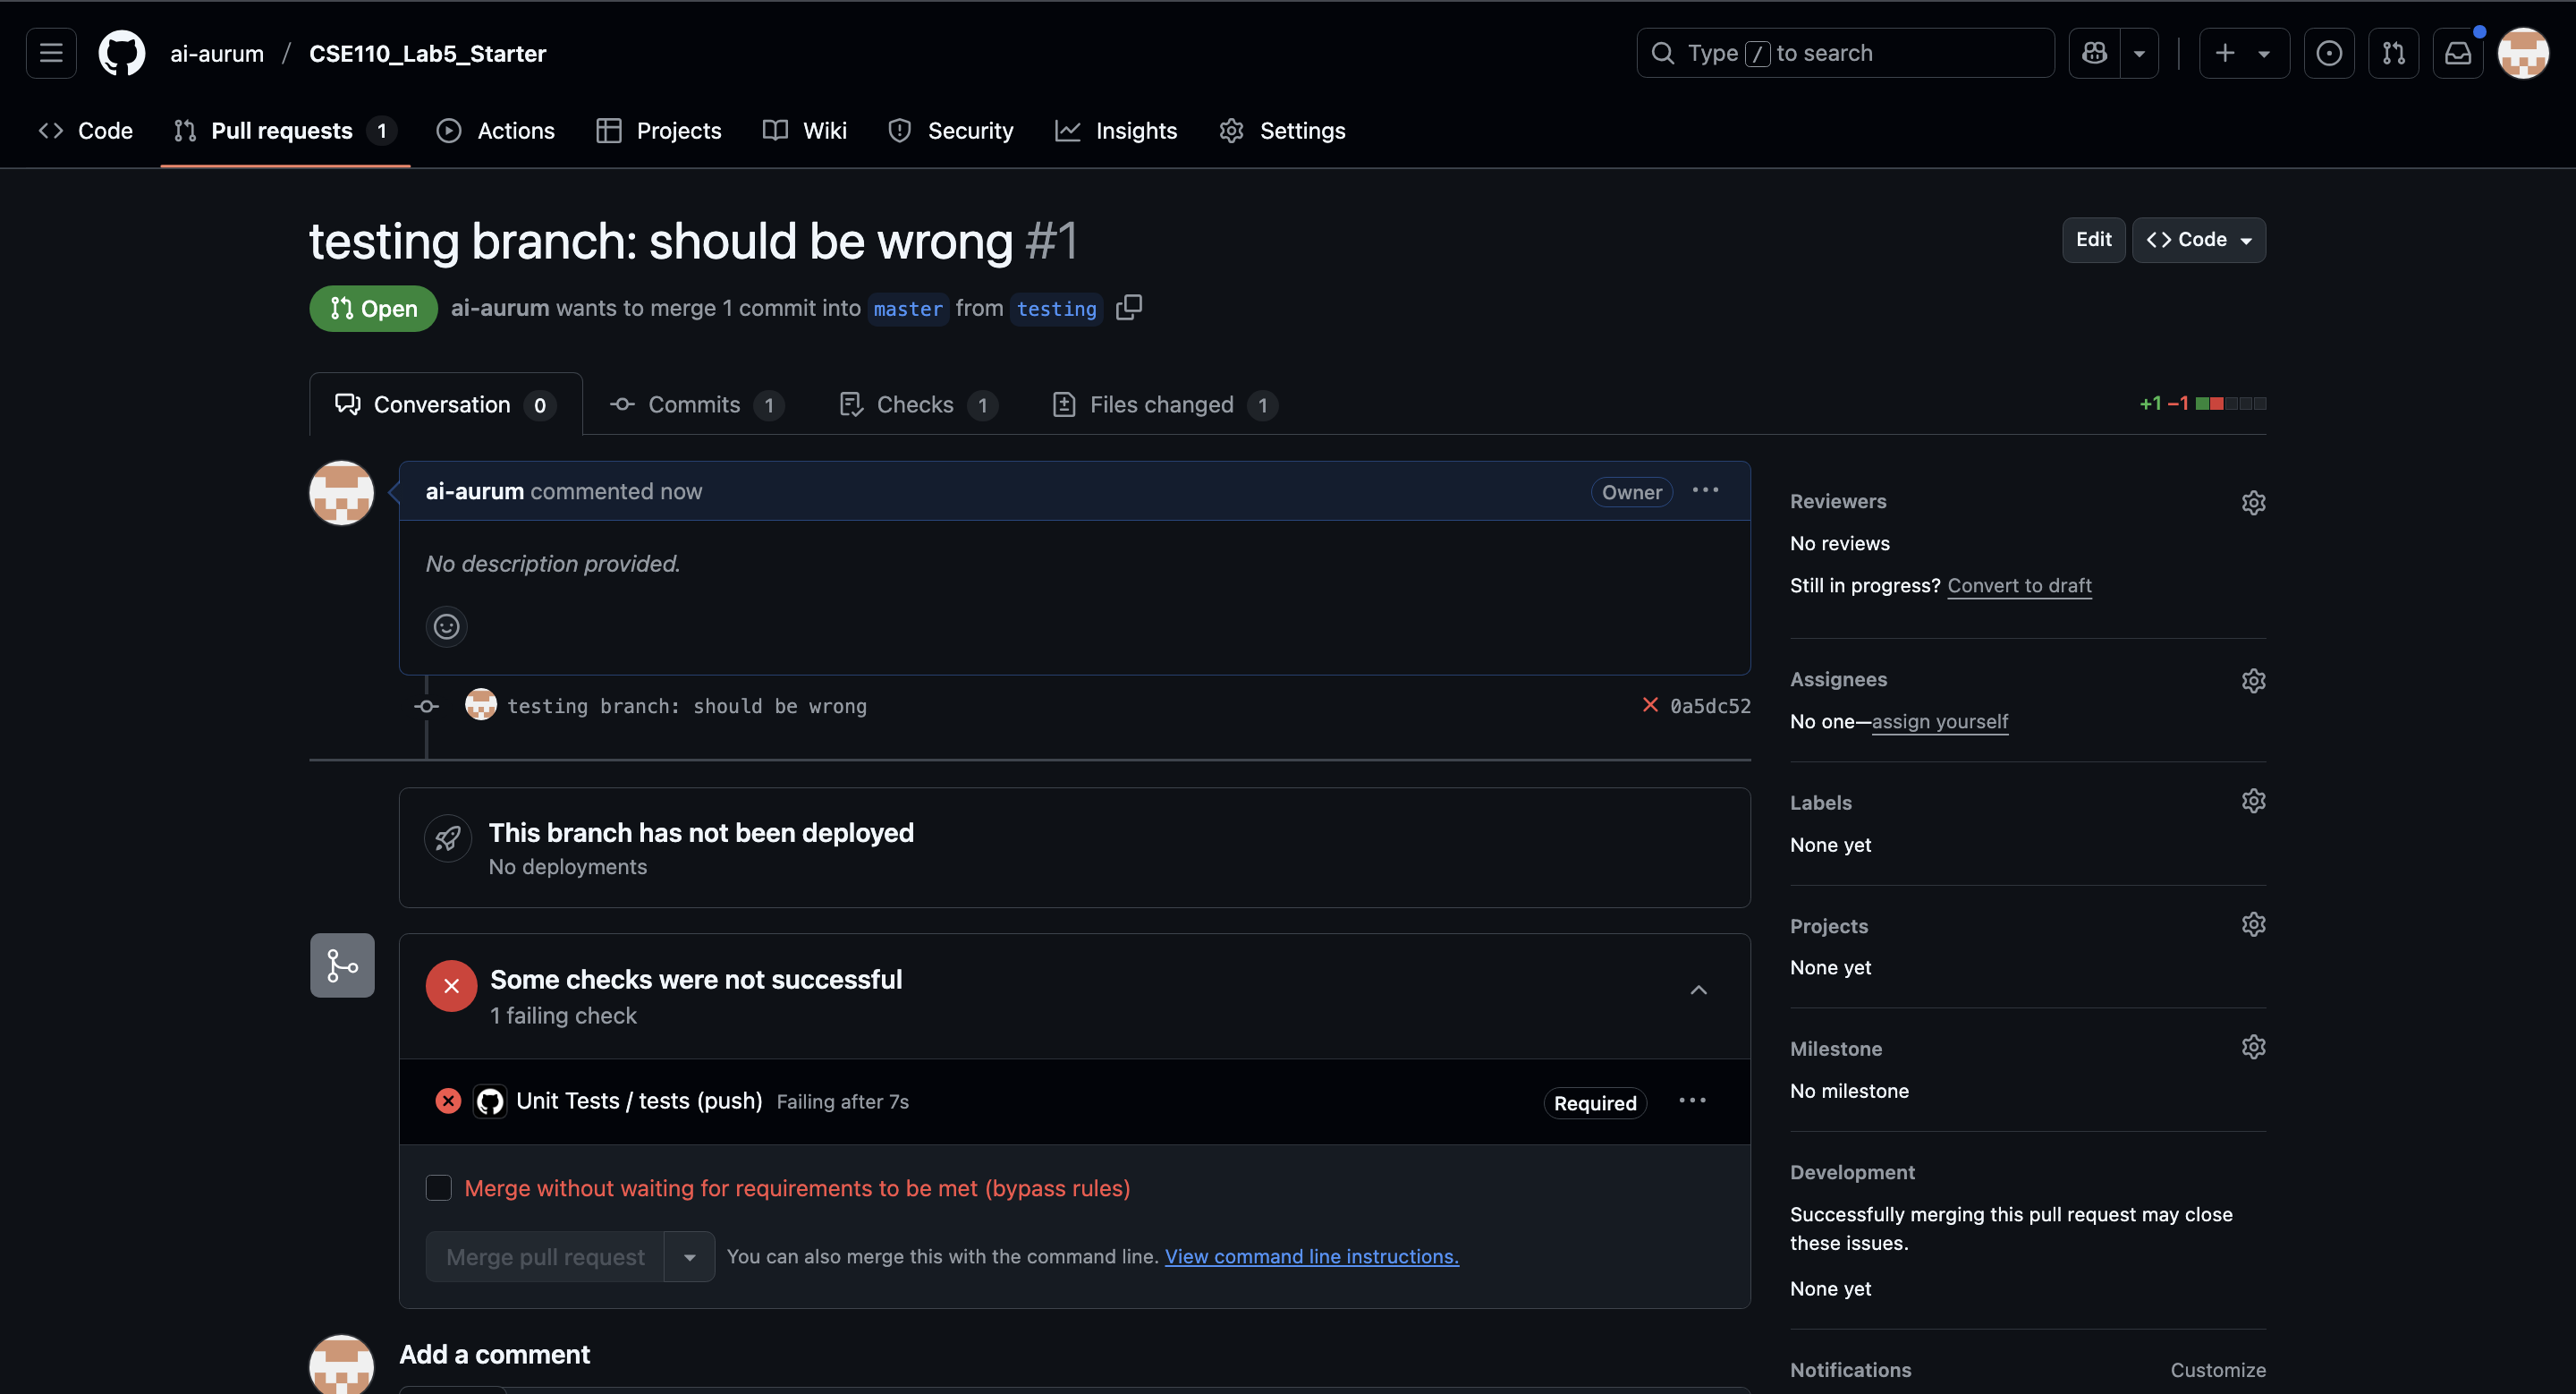 ai-aurum / CSE110_Lab5_Starter
Type / to search
Code
Pull requests 1
Actions
Projects
Wiki
Security
Insights
Settings
testing branch: should be wrong #1
Edit
Code
Open
ai-aurum wants to merge 1 commit into master from testing
Conversation 0
Commits 1
Checks 1
Files changed 1
+1 −1
ai-aurum commented now
Owner
No description provided.
testing branch: should be wrong
0a5dc52
This branch has not been deployed
No deployments
Some checks were not successful
1 failing check
Unit Tests / tests (push) Failing after 7s
Required
Merge without waiting for requirements to be met (bypass rules)
Merge pull request
You can also merge this with the command line. View command line instructions.
Add a comment
Reviewers
No reviews
Still in progress? Convert to draft
Assignees
No one—assign yourself
Labels
None yet
Projects
None yet
Milestone
No milestone
Development
Successfully merging this pull request may close
these issues.
None yet
Notifications
Customize